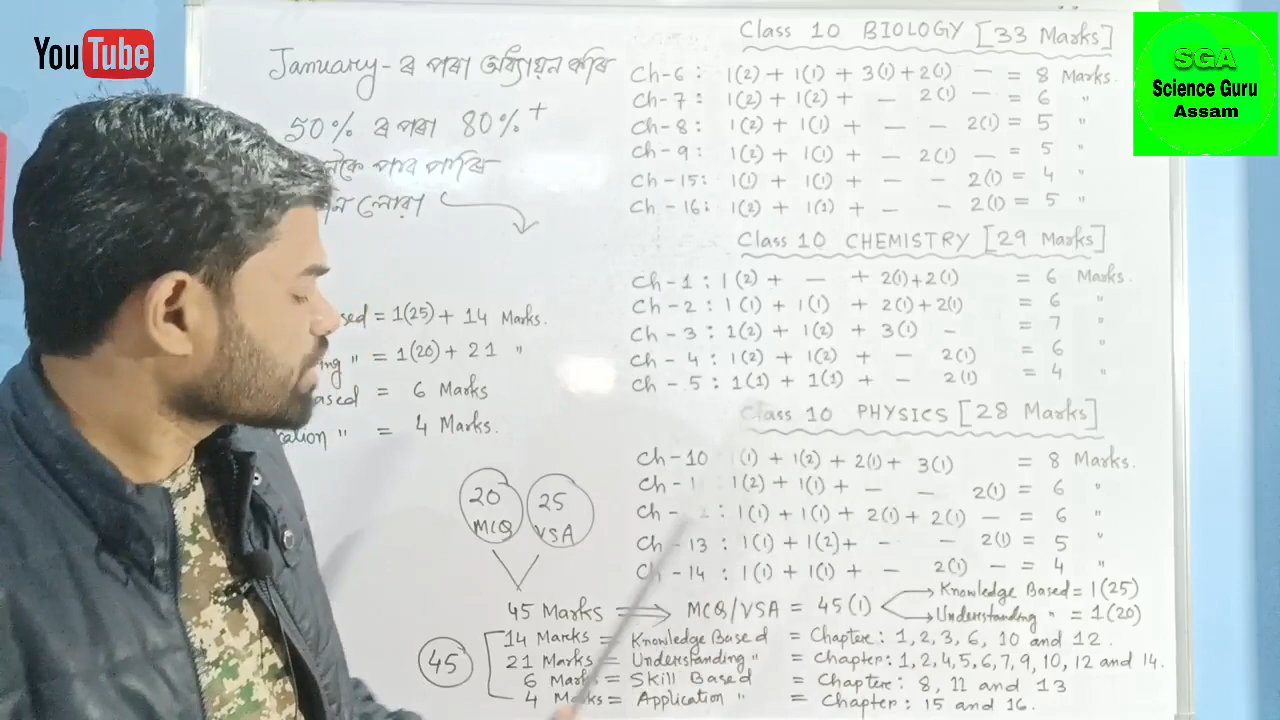 YouTube
SGA
Science Guru
Assam
January-ৰ পৰা অধ্যয়ন কৰি
50% ৰ পৰা 80%+
পাব পাৰি
লোৱা
= 1(25) + 14 Marks.
= 1(20) + 21 "
= 6 Marks
" = 4 Marks.
20 MCQ
25 VSA
Class 10 BIOLOGY [33 Marks]
Ch-6 : 1(2) + 1(1) + 3(1) + 2(1) — = 8 Marks.
Ch-7 : 1(2) + 1(2) + — 2(1) — = 6 "
Ch-8 : 1(2) + 1(1) + — — 2(1) = 5 "
Ch-9 : 1(2) + 1(1) + — 2(1) — = 5 "
Ch-15: 1(1) + 1(1) + — — 2(1) = 4 "
Ch-16: 1(2) + 1(1) + — — 2(1) = 5 "
Class 10 CHEMISTRY [29 Marks]
Ch-1 : 1(2) + — + 2(1)+2(1) = 6 Marks.
Ch-2 : 1(1) + 1(1) + 2(1)+2(1) = 6 "
Ch-3 : 1(2) + 1(2) + 3(1) — = 7 "
Ch-4 : 1(2) + 1(2) + — 2(1) = 6 "
Ch-5 : 1(1) + 1(1) + — 2(1) = 4 "
Class 10 PHYSICS [28 Marks]
Ch-10 1(1) + 1(2) + 2(1) + 3(1) = 8 Marks.
Ch-1 1(2) + 1(1) + — — 2(1) = 6 "
Ch- 2 : 1(1) + 1(1) + 2(1) + 2(1) — = 6 "
Ch-13 : 1(1) + 1(2) + — — 2(1) = 5 "
Ch-14 : 1(1) + 1(1) + — 2(1) — = 4 "
45 Marks ⇒ MCQ/VSA = 45(1)
Knowledge Based = 1(25)
Understanding " = 1(20)
45
14 Marks = Knowledge Based = Chapter: 1, 2, 3, 6, 10 and 12.
21 Marks = Understanding " = Chapter: 1, 2, 4, 5, 6, 7, 9, 10, 12 and 14.
6 Marks = Skill Based = Chapter: 8, 11 and 13
4 Marks = Application " = Chapter: 15 and 16.